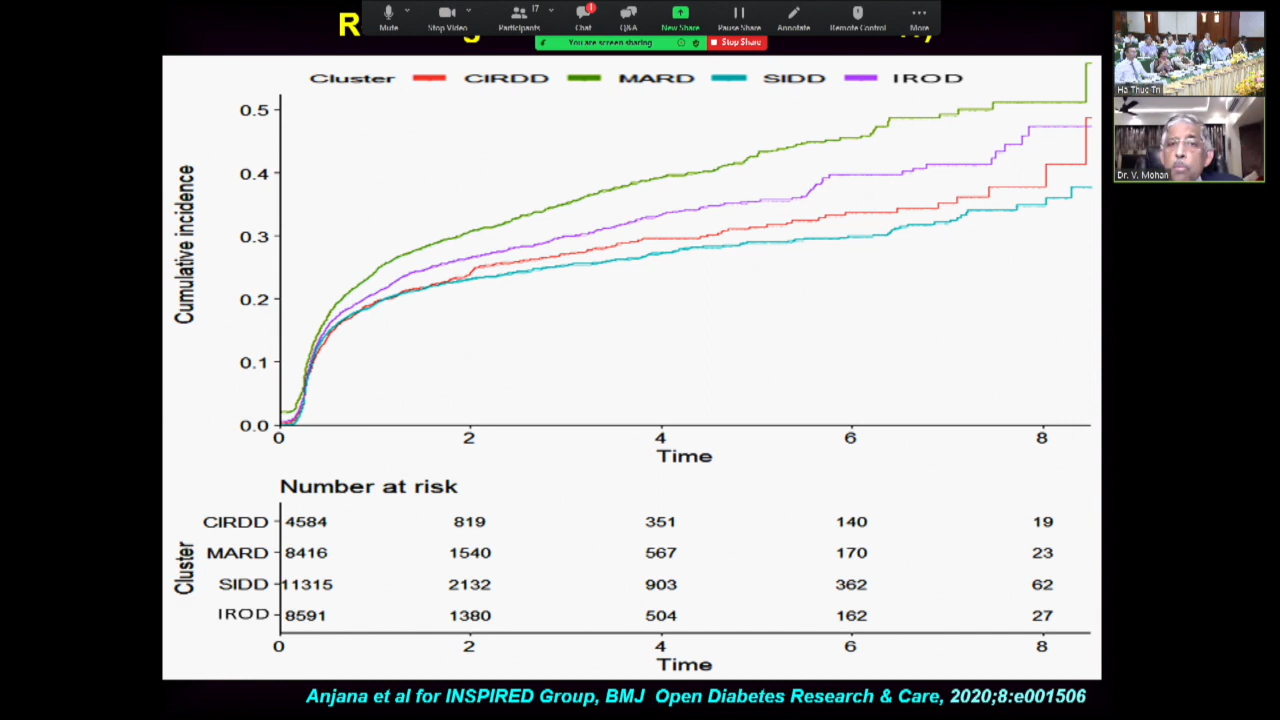 Mute
Stop Video
Participants 17
Chat 1
Q&A
New Share
Pause Share
Annotate
Remote Control
More
You are screen sharing
Stop Share
Ha Thuc Tri
Dr. V. Mohan
Cluster CIRDD MARD SIDD IROD
Cumulative incidence
0.5
0.4
0.3
0.2
0.1
0.0
0 2 4 6 8
Time
Number at risk
Cluster
CIRDD 4584 819 351 140 19
MARD 8416 1540 567 170 23
SIDD 11315 2132 903 362 62
IROD 8591 1380 504 162 27
0 2 4 6 8
Time
Anjana et al for INSPIRED Group, BMJ Open Diabetes Research & Care, 2020;8:e001506